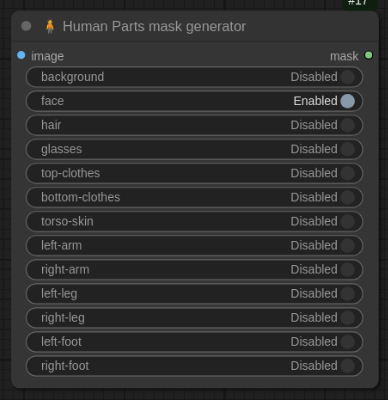 #17
🧍 Human Parts mask generator
image mask
background Disabled
face Enabled
hair Disabled
glasses Disabled
top-clothes Disabled
bottom-clothes Disabled
torso-skin Disabled
left-arm Disabled
right-arm Disabled
left-leg Disabled
right-leg Disabled
left-foot Disabled
right-foot Disabled